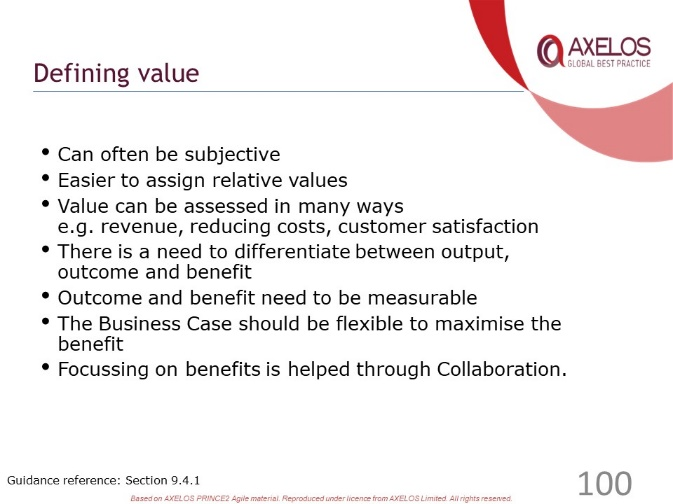 AXELOS
GLOBAL BEST PRACTICE
Defining value
• Can often be subjective
• Easier to assign relative values
• Value can be assessed in many ways
e.g. revenue, reducing costs, customer satisfaction
• There is a need to differentiate between output,
outcome and benefit
• Outcome and benefit need to be measurable
• The Business Case should be flexible to maximise the
benefit
• Focussing on benefits is helped through Collaboration.
Guidance reference: Section 9.4.1
100
Based on AXELOS PRINCE2 Agile material. Reproduced under licence from AXELOS Limited. All rights reserved.